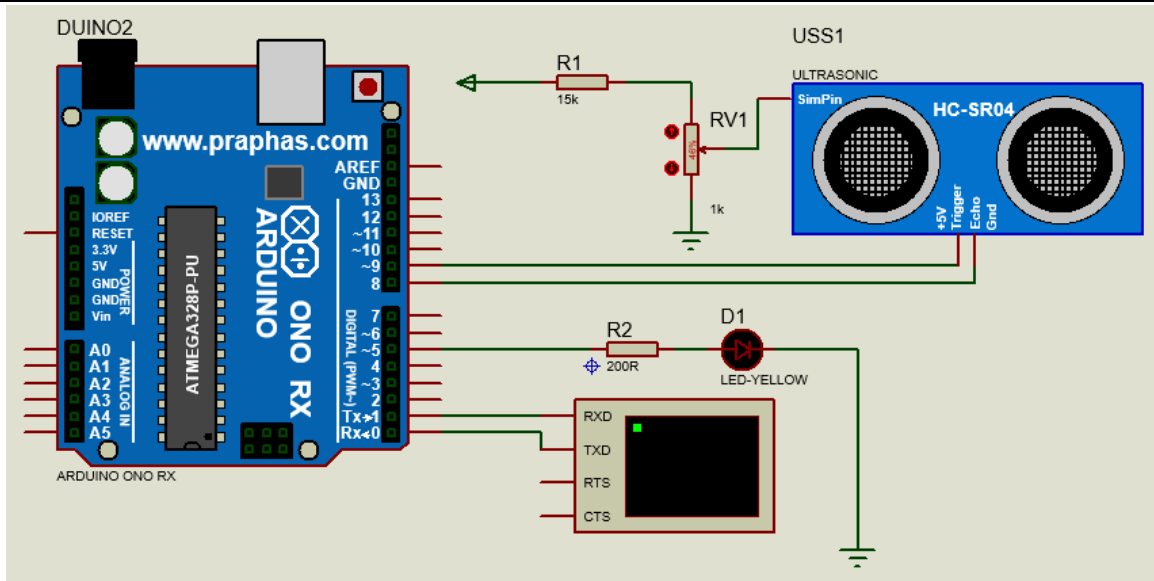 DUINO2
www.praphas.com
AREF
GND
13
12
~11
~10
~9
8
7
~6
~5
4
~3
2
Tx→1
Rx◂0
DIGITAL (PWM~)
IOREF
RESET
3.3V
5V
GND
GND
Vin
POWER
A0
A1
A2
A3
A4
A5
ANALOG IN
ATMEGA328P-PU
ARDUINO
ONO RX
ARDUINO ONO RX
R1
15k
RV1
46%
1k
USS1
ULTRASONIC
SimPin
HC-SR04
+5V
Trigger
Echo
Gnd
R2
200R
D1
LED-YELLOW
RXD
TXD
RTS
CTS